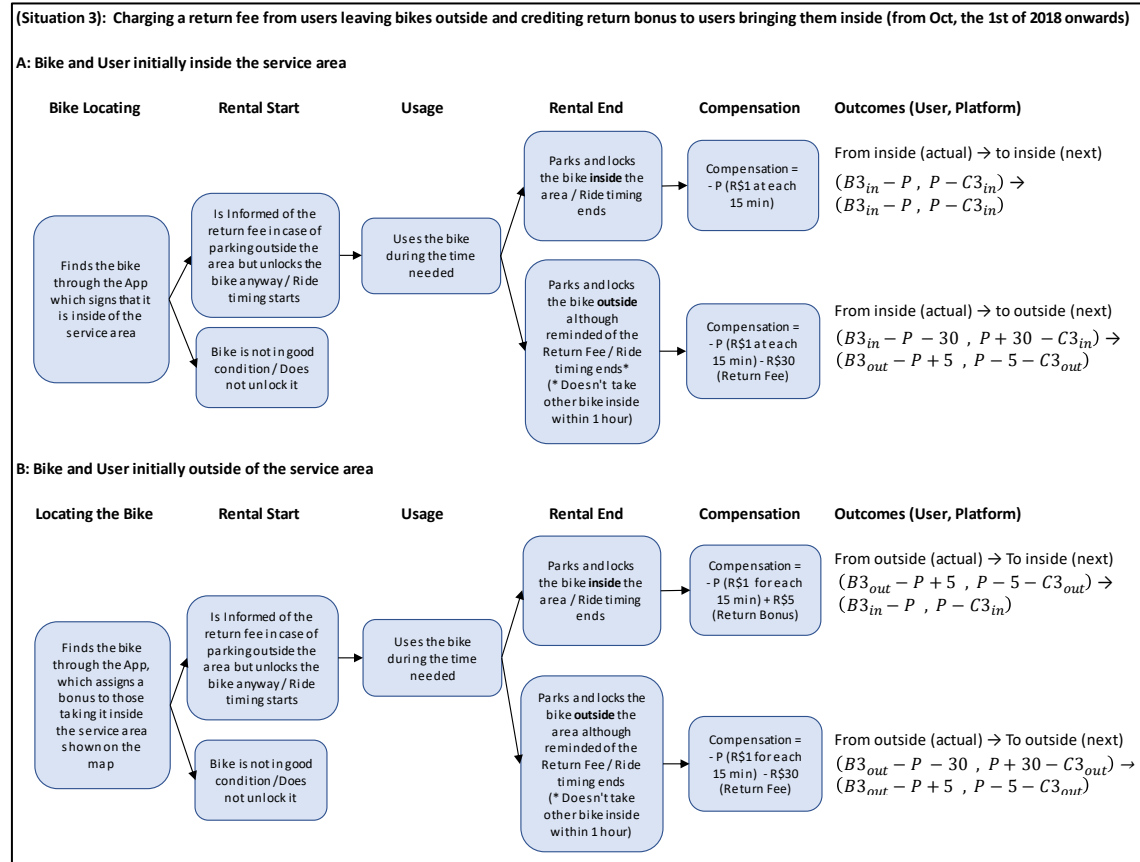 (Situation 3): Charging a return fee from users leaving bikes outside and crediting return bonus to users bringing them inside (from Oct, the 1st of 2018 onwards)
A: Bike and User initially inside the service area
Bike Locating
Rental Start
Usage
Rental End
Compensation
Outcomes (User, Platform)
Finds the bike
through the App
which signs that it
is inside of the
service area
Is Informed of the
return fee in case of
parking outside
the area but unlocks the
bike anyway / Ride
timing starts
Bike is not in good
condition/ Does
not unlock it
Uses the bike
during the time
needed
Parks and locks
the bike inside the
area / Ride timing
ends
Parks and locks
the bike outside
although
reminded of the
Return Fee / Ride
timing ends*
(* Doesn't take
other bike inside
within 1 hour)
Compensation =
- P (R$1 at each
15 min)
Compensation =
- P (R$1 at each
15 min) - R$30
(Return Fee)
From inside (actual) → to inside (next)
(B3in − P , P − C3in) →
(B3in − P , P − C3in)
From inside (actual) → to outside (next)
(B3in − P − 30 , P + 30 − C3in) →
(B3out − P + 5 , P − 5 − C3out)
B: Bike and User initially outside of the service area
Locating the Bike
Rental Start
Usage
Rental End
Compensation
Outcomes (User, Platform)
Finds the bike
through the App,
which assigns a
bonus to those
taking it inside
the service area
shown on the
map
Is Informed of the
return fee in case of
parking outside
the area but unlocks the
bike anyway / Ride
timing starts
Bike is not in good
condition /Does
not unlock it
Uses the bike
during the time
needed
Parks and locks
the bike inside the
area / Ride timing
ends
Parks and locks the
bike outside the
area although
reminded of the
Return Fee / Ride
timing ends
(* Doesn't take
other bike inside
within 1 hour)
Compensation =
- P (R$1 for each
15 min) + R$5
(Return Bonus)
Compensation =
- P (R$1 for each
15 min) - R$30
(Return Fee)
From outside (actual) → To inside (next)
(B3out − P + 5 , P − 5 − C3out) →
(B3in − P , P − C3in)
From outside (actual) → To outside (next)
(B3out − P − 30 , P + 30 − C3out) →
(B3out − P + 5 , P − 5 − C3out)